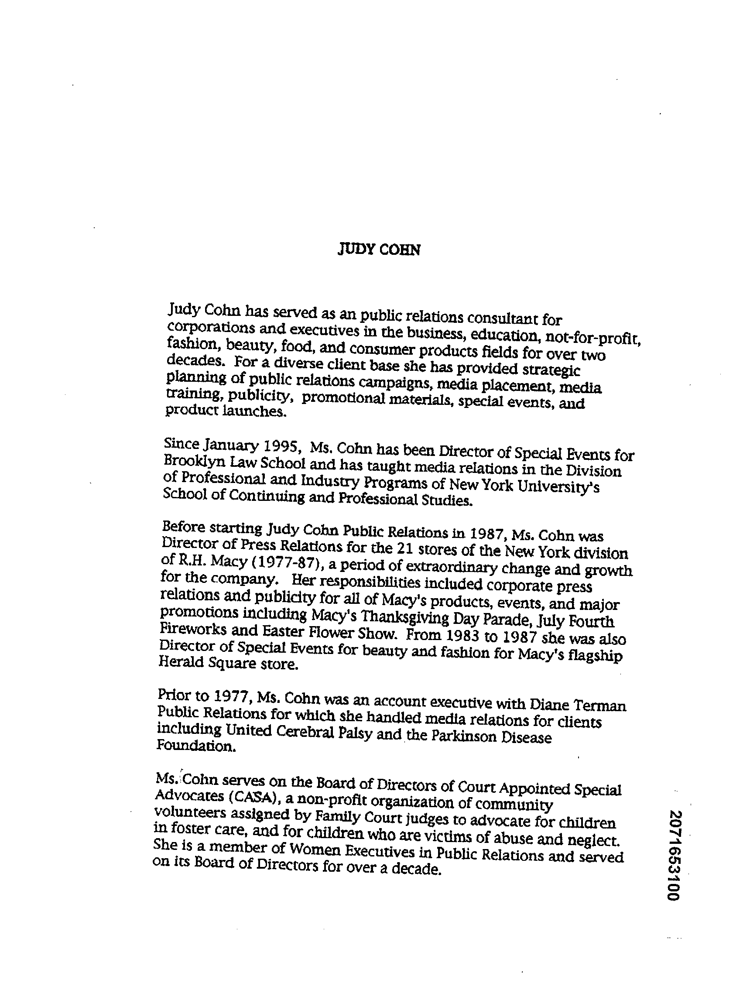 JUDY COHN
Judy Cohn has served as an public relations consultant for
corporations and executives in the business, education, not-for-profit,
fashion, beauty, food, and consumer products fields for over two
decades. For a diverse client base she has provided strategic
planning of public relations campaigns, media placement, media
training, publicity, promotional materials, special events, and
product launches.
Since January 1995, Ms. Cohn has been Director of Special Events for
Brooklyn Law School and has taught media relations in the Division
of Professional and Industry Programs of New York University's
School of Continuing and Professional Studies.
Before starting Judy Cohn Public Relations in 1987, Ms. Cohn was
Director of Press Relations for the 21 stores of the New York division
of R.H. Macy (1977-87), a period of extraordinary change and growth
for the company. Her responsibilities included corporate press
relations and publicity for all of Macy's products, events, and major
promotions including Macy's Thanksgiving Day Parade, July Fourth
Fireworks and Easter Flower Show. From 1983 to 1987 she was also
Director of Special Events for beauty and fashion for Macy's flagship
Herald Square store.
Prior to 1977, Ms. Cohn was an account executive with Diane Terman
Public Relations for which she handled media relations for clients
including United Cerebral Palsy and the Parkinson Disease
Foundation.
Ms. Cohn serves on the Board of Directors of Court Appointed Special
Advocates (CASA), a non-profit organization of community
volunteers assigned by Family Court judges to advocate for children
in foster care, and for children who are victims of abuse and neglect.
She is a member of Women Executives in Public Relations and served
on its Board of Directors for over a decade.
2071653100